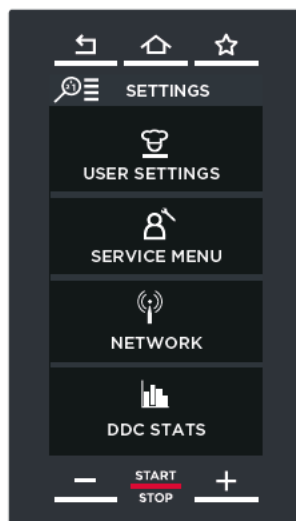 SETTINGS
USER SETTINGS
SERVICE MENU
NETWORK
DDC STATS
START
STOP